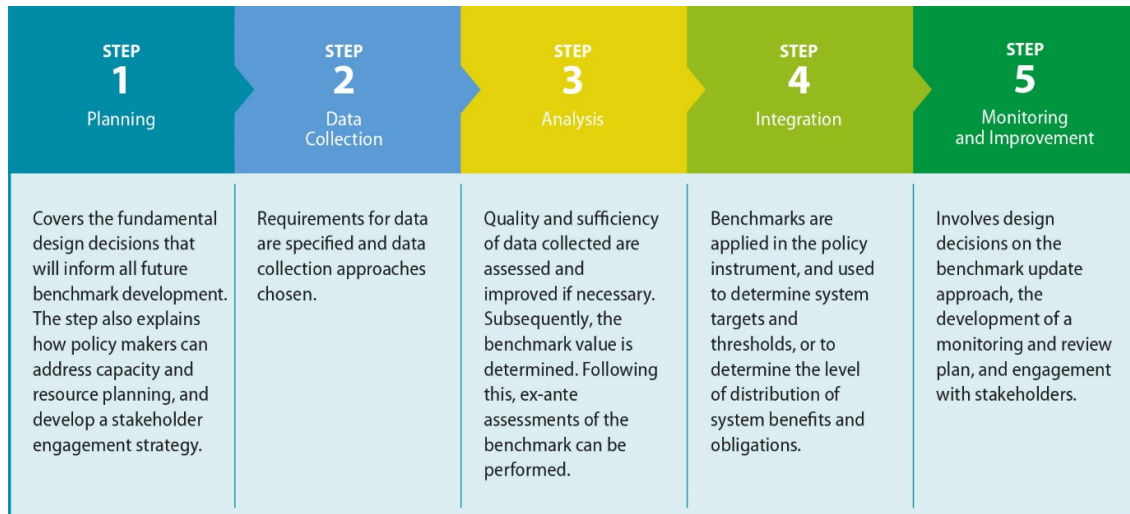 STEP
1
Planning
STEP
2
Data
Collection
STEP
3
Analysis
STEP
4
Integration
STEP
5
Monitoring
and Improvement
Covers the fundamental
design decisions that
will inform all future
benchmark development.
The step also explains
how policy makers can
address capacity and
resource planning, and
develop a stakeholder
engagement strategy.
Requirements for data
are specified and data
collection approaches
chosen.
Quality and sufficiency
of data collected are
assessed and
improved if necessary.
Subsequently, the
benchmark value is
determined. Following
this, ex-ante
assessments of the
benchmark can be
performed.
Benchmarks are
applied in the policy
instrument, and used
to determine system
targets and
thresholds, or to
determine the level
of distribution of
system benefits and
obligations.
Involves design
decisions on the
benchmark update
approach, the
development of a
monitoring and review
plan, and engagement
with stakeholders.